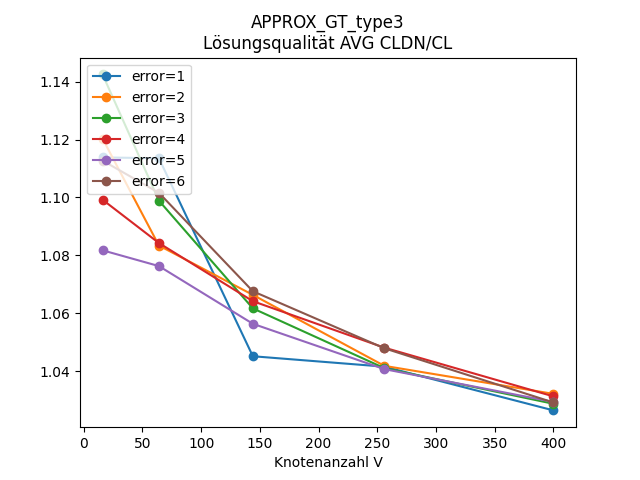 APPROX_GT_type3
Lösungsqualität AVG CLDN/CL
1.14
1.12
1.10
1.08
1.06
1.04
error=1
error=2
error=3
error=4
error=5
error=6
0 50 100 150 200 250 300 350 400
Knotenanzahl V